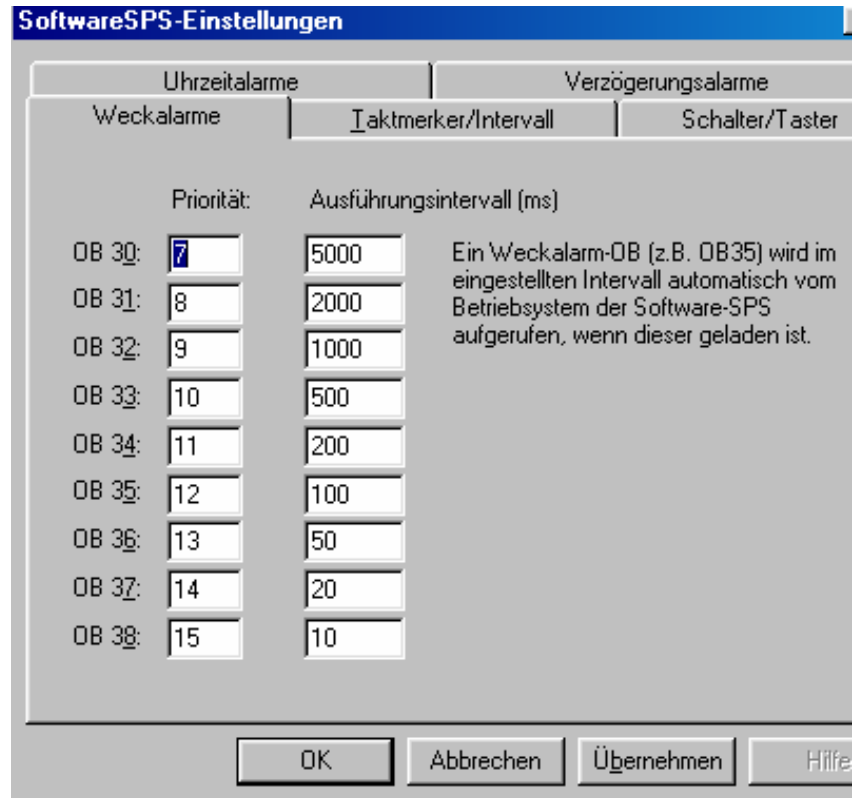 SoftwareSPS-Einstellungen
Uhrzeitalarme Verzögerungsalarme
Weckalarme Taktmerker/Intervall Schalter/Taster
Priorität: Ausführungsintervall (ms)
OB 30: 7 5000
OB 31: 8 2000
OB 32: 9 1000
OB 33: 10 500
OB 34: 11 200
OB 35: 12 100
OB 36: 13 50
OB 37: 14 20
OB 38: 15 10
Ein Weckalarm-OB (z.B. OB35) wird im
eingestellten Intervall automatisch vom
Betriebsystem der Software-SPS
aufgerufen, wenn dieser geladen ist.
OK Abbrechen Übernehmen Hilfe